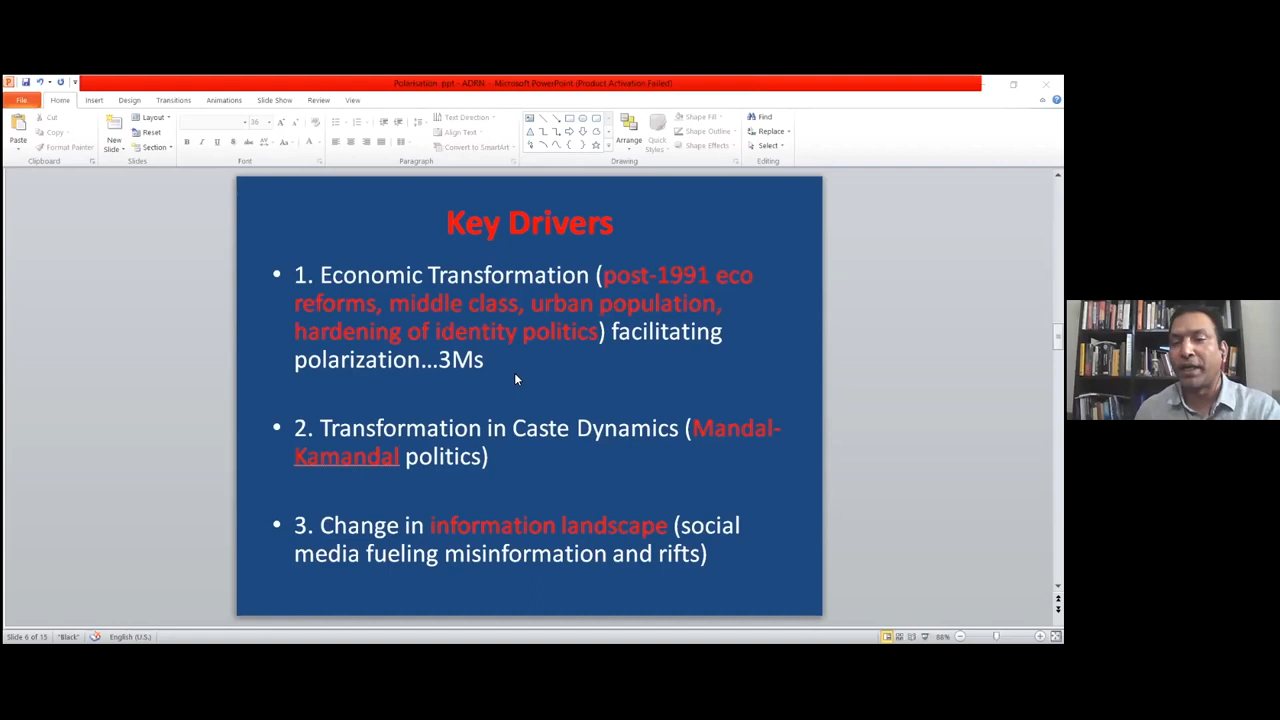 Polarisation ppt - ADRN - Microsoft PowerPoint (Product Activation Failed)
File Home Insert Design Transitions Animations Slide Show Review View
Paste
Cut
Copy
Format Painter
Clipboard
New
Slide
Layout
Reset
Section
Slides
36
Font
Text Direction
Align Text
Convert to SmartArt
Paragraph
Arrange
Quick
Styles
Shape Fill
Shape Outline
Shape Effects
Drawing
Find
Replace
Select
Editing
Key Drivers
• 1. Economic Transformation (post-1991 eco
reforms, middle class, urban population,
hardening of identity politics) facilitating
polarization...3Ms
• 2. Transformation in Caste Dynamics (Mandal-
Kamandal politics)
• 3. Change in information landscape (social
media fueling misinformation and rifts)
Slide 6 of 15 "Black" English (U.S.) 88%